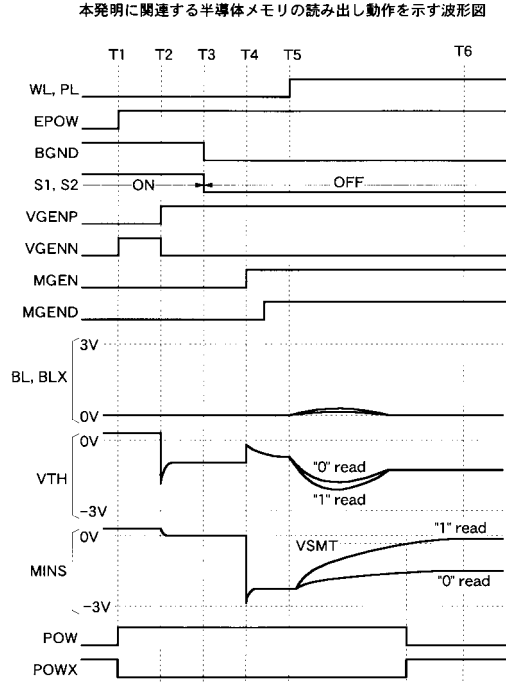 本発明に関連する半導体メモリの読み出し動作を示す波形図
T1 T2 T3 T4 T5 T6
WL, PL
EPOW
BGND
S1, S2 ON OFF
VGENP
VGENN
MGEN
MGEND
3V
BL, BLX
0V
0V
"0" read
VTH
"1" read
-3V
0V
VSMT "1" read
MINS
"0" read
-3V
POW
POWX